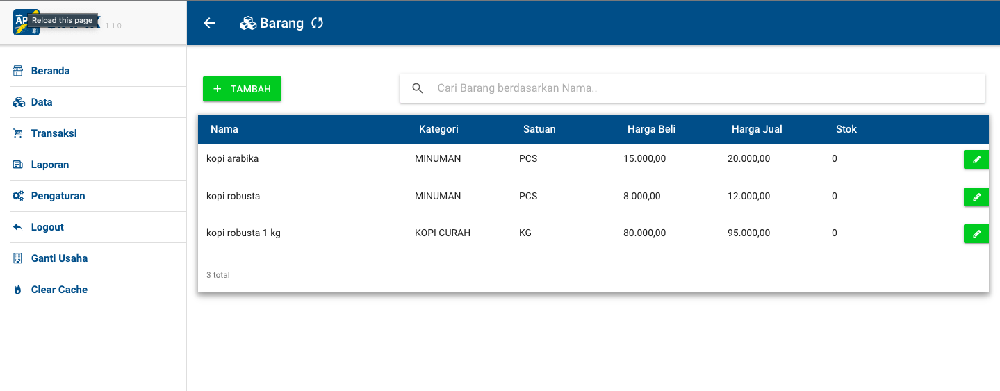 AP
Reload this page
1.1.0
Barang
Beranda
Data
Transaksi
Laporan
Pengaturan
Logout
Ganti Usaha
Clear Cache
+ TAMBAH
Cari Barang berdasarkan Nama..
Nama Kategori Satuan Harga Beli Harga Jual Stok
kopi arabika MINUMAN PCS 15.000,00 20.000,00 0
kopi robusta MINUMAN PCS 8.000,00 12.000,00 0
kopi robusta 1 kg KOPI CURAH KG 80.000,00 95.000,00 0
3 total